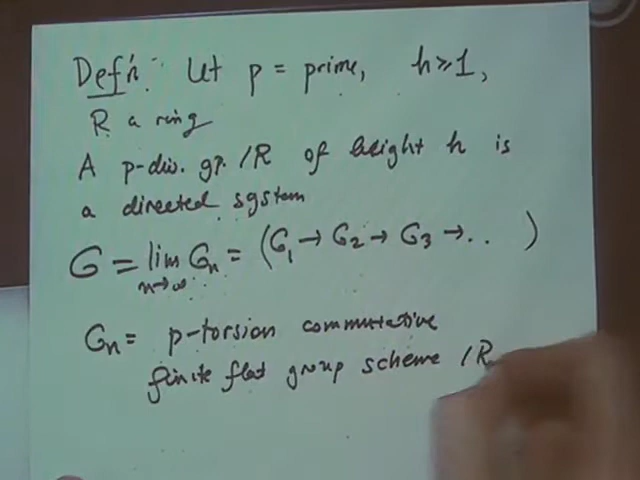 Def'n: Let p = prime, h ≥ 1,
R a ring
A p-div. gp. /R of height h is
a directed system
G = lim Gn = (G1 → G2 → G3 → .. )
n→∞
Gn = p-torsion commutative
finite flat group scheme /R